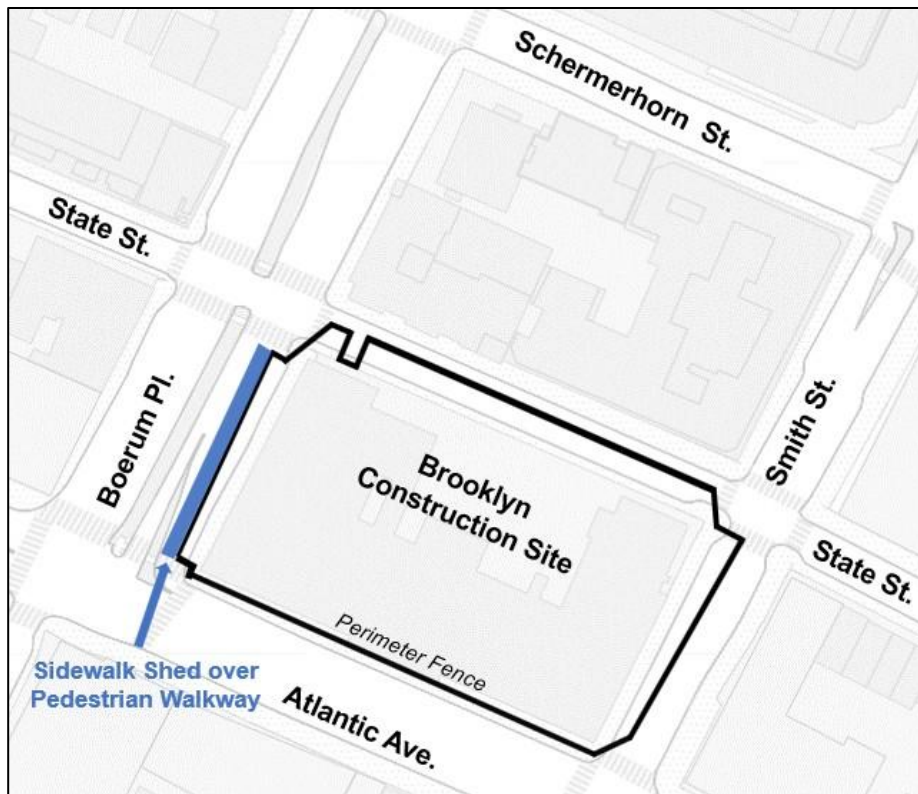 Schermerhorn St.
State St.
Boerum Pl.
Smith St.
Brooklyn
Construction Site
State St.
Perimeter Fence
Sidewalk Shed over
Pedestrian Walkway
Atlantic Ave.